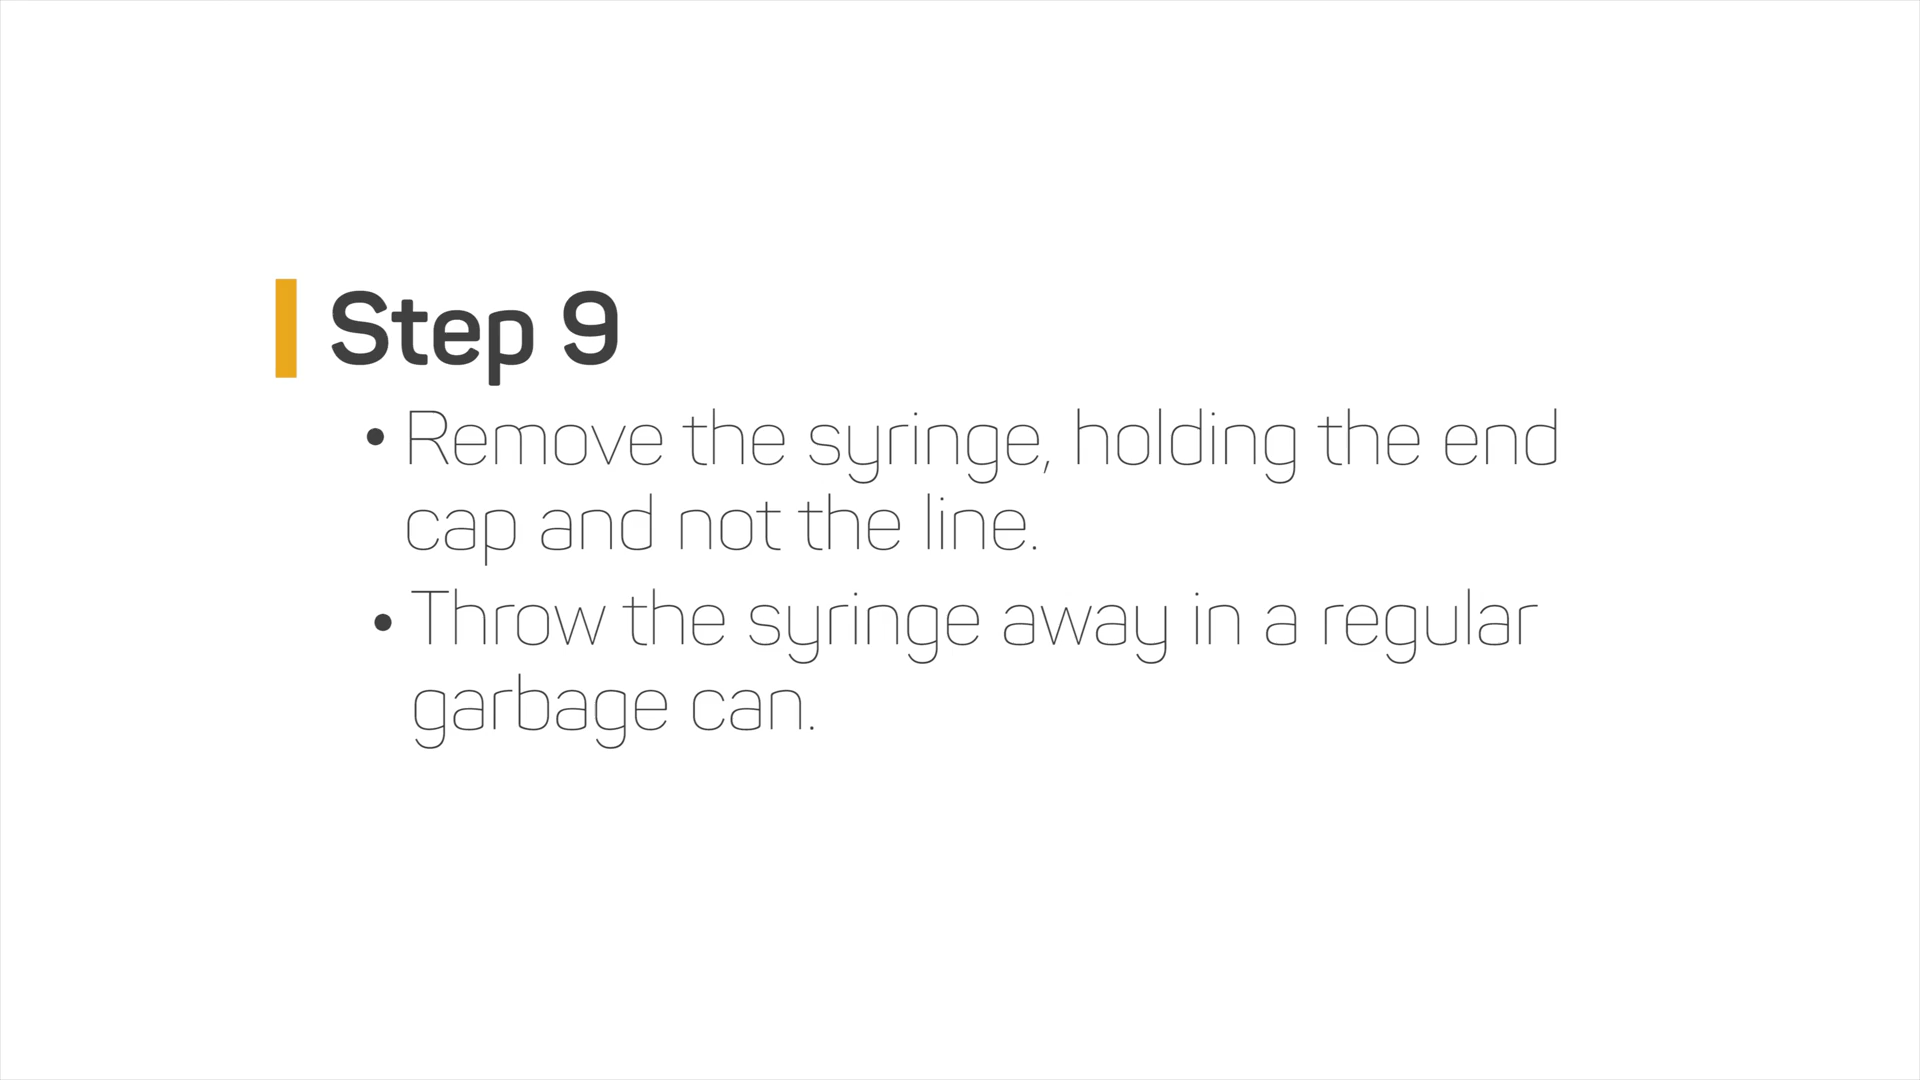 Step 9
• Remove the syringe, holding the end
cap and not the line.
• Throw the syringe away in a regular
garbage can.